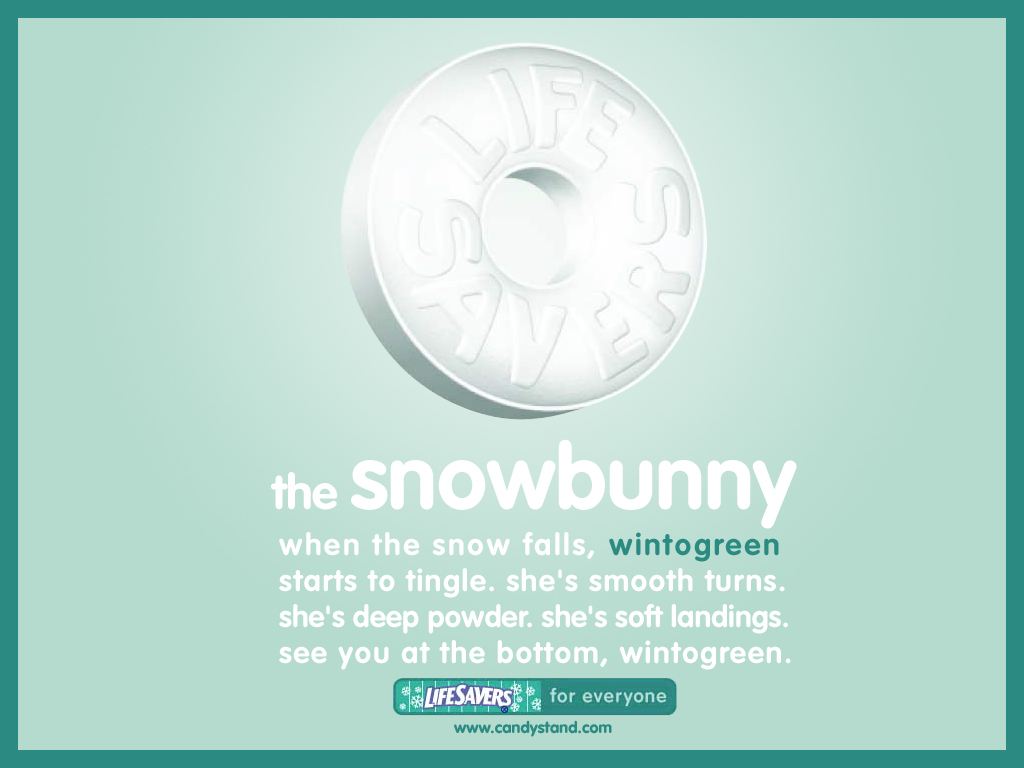 LIFE
SAVERS
the snowbunny
when the snow falls, wintogreen
starts to tingle. she's smooth turns.
she's deep powder. she's soft landings.
see you at the bottom, wintogreen.
LIFESAVERS for everyone
www.candystand.com